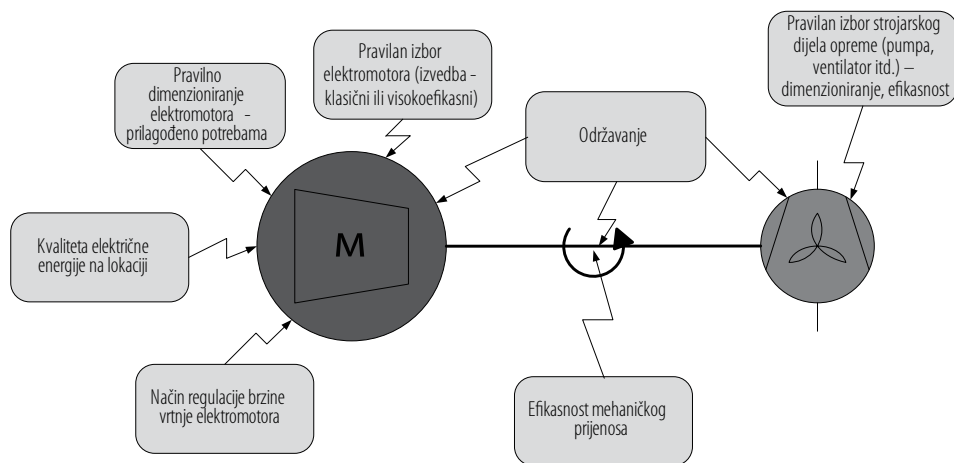 Pravilno
dimenzioniranje
elektromotora -
prilagođeno potrebama
Pravilan izbor
elektromotora (izvedba -
klasični ili visokoefikasni)
Održavanje
Pravilan izbor strojarskog
dijela opreme (pumpa,
ventilator itd.) –
dimenzioniranje, efikasnost
Kvaliteta električne
energije na lokaciji
M
Način regulacije brzine
vrtnje elektromotora
Efikasnost mehaničkog
prijenosa